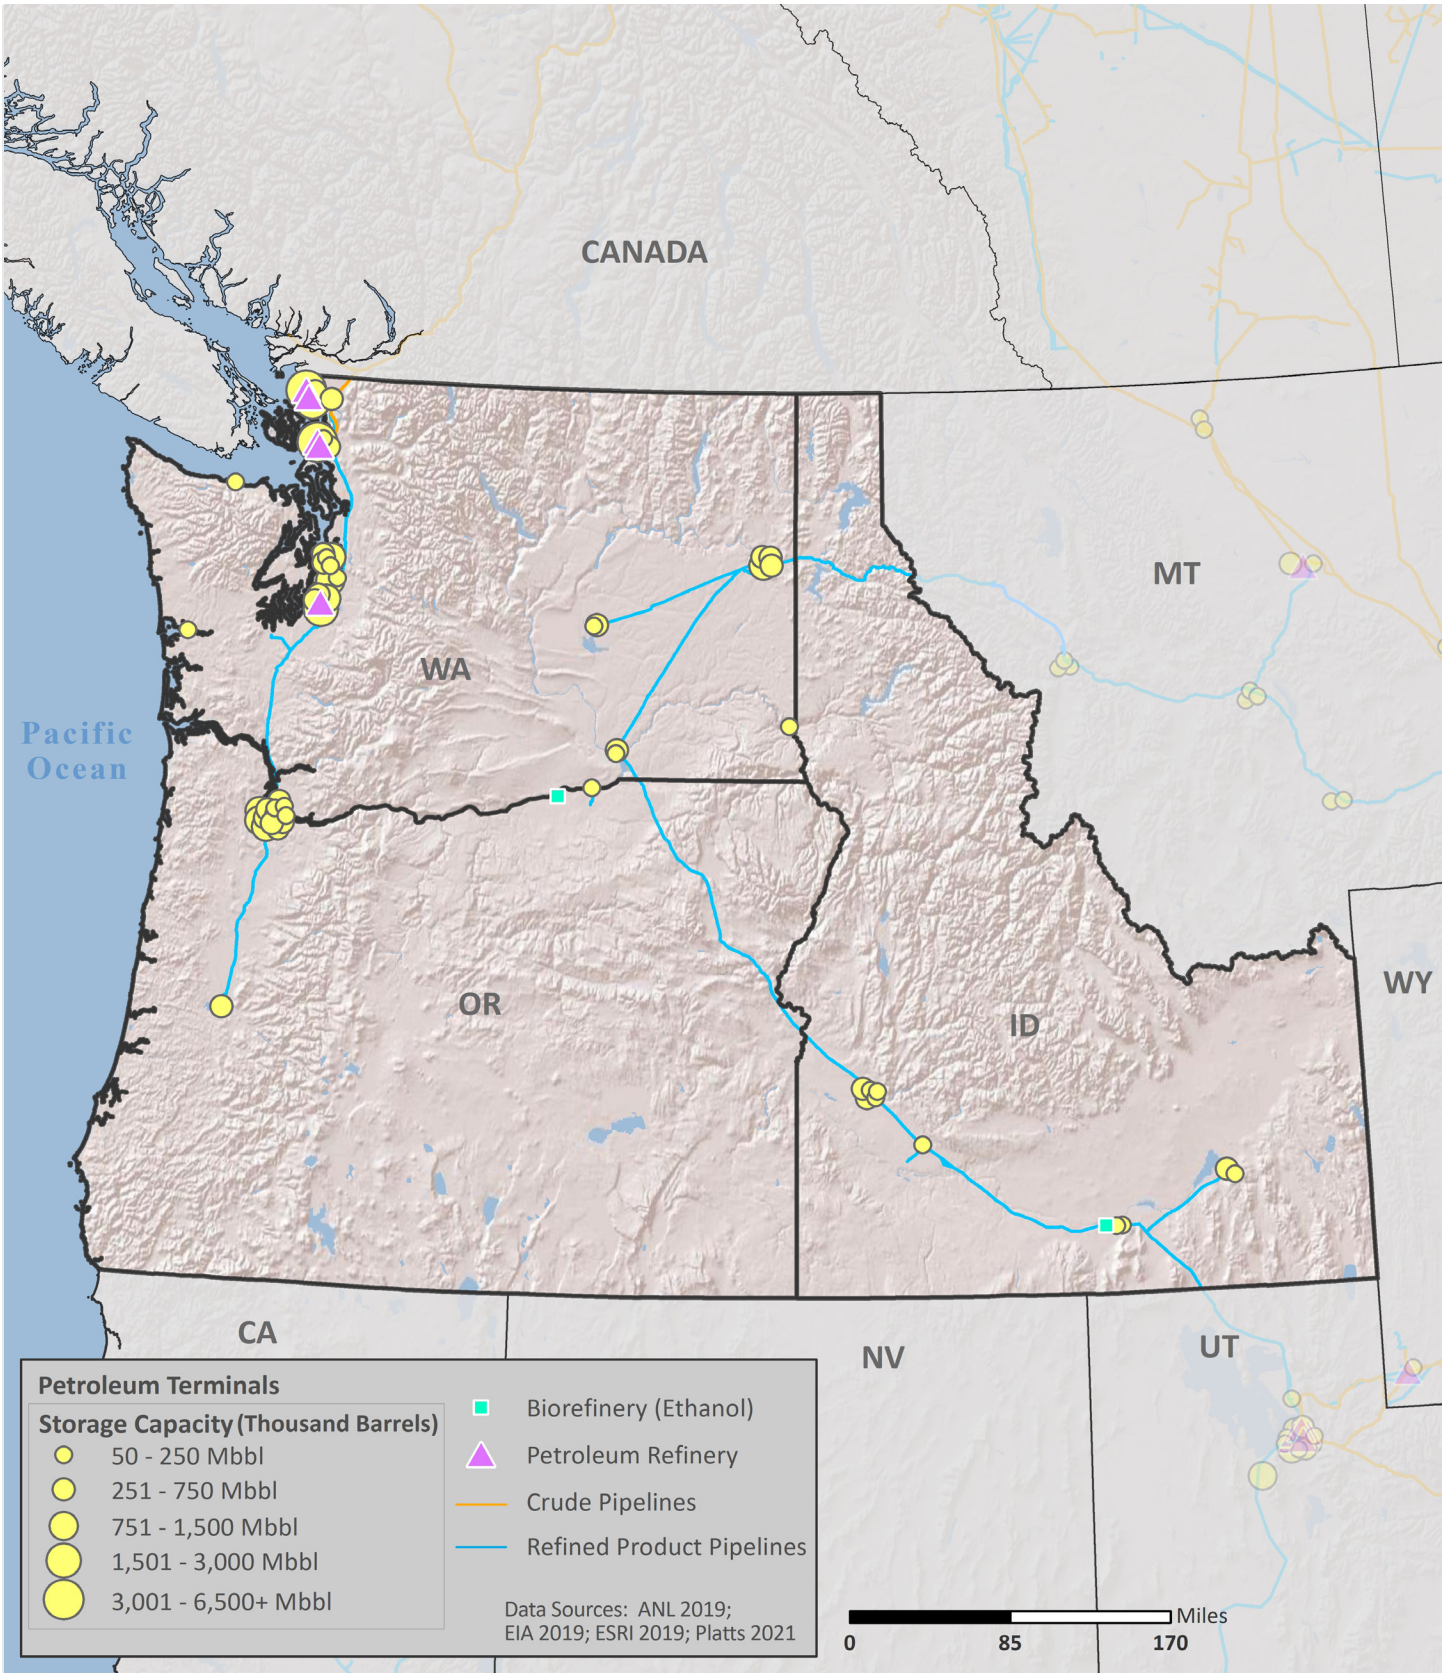 CANADA
MT
WA
Pacific
Ocean
WY
OR
ID
CA
NV
UT
Petroleum Terminals
Storage Capacity (Thousand Barrels)
50 - 250 Mbbl
251 - 750 Mbbl
751 - 1,500 Mbbl
1,501 - 3,000 Mbbl
3,001 - 6,500+ Mbbl
Biorefinery (Ethanol)
Petroleum Refinery
Crude Pipelines
Refined Product Pipelines
Data Sources: ANL 2019;
EIA 2019; ESRI 2019; Platts 2021
Miles
0 85 170